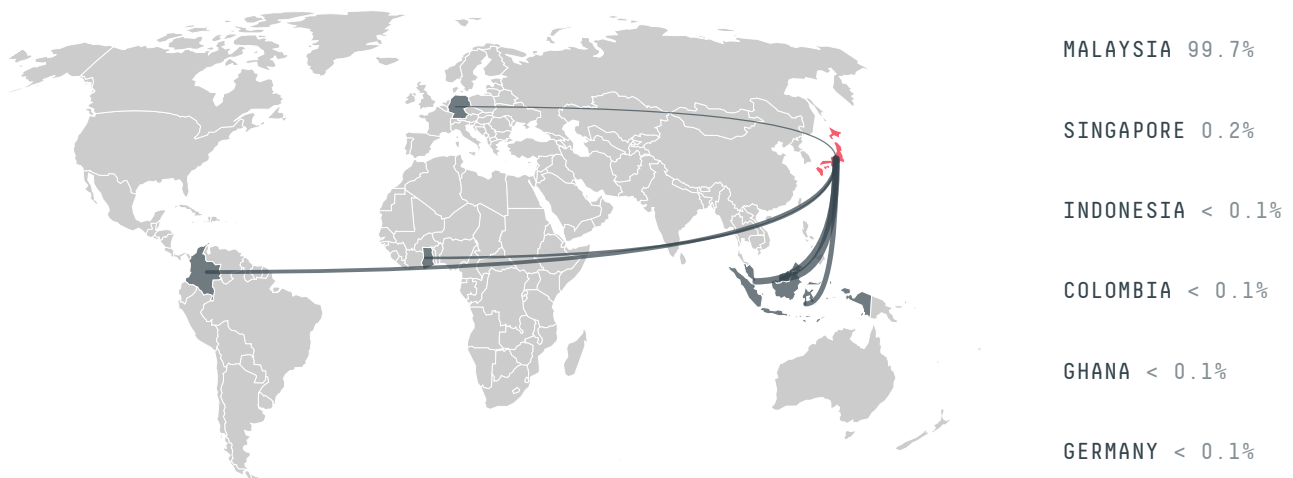 MALAYSIA 99.7%
SINGAPORE 0.2%
INDONESIA < 0.1%
COLOMBIA < 0.1%
GHANA < 0.1%
GERMANY < 0.1%